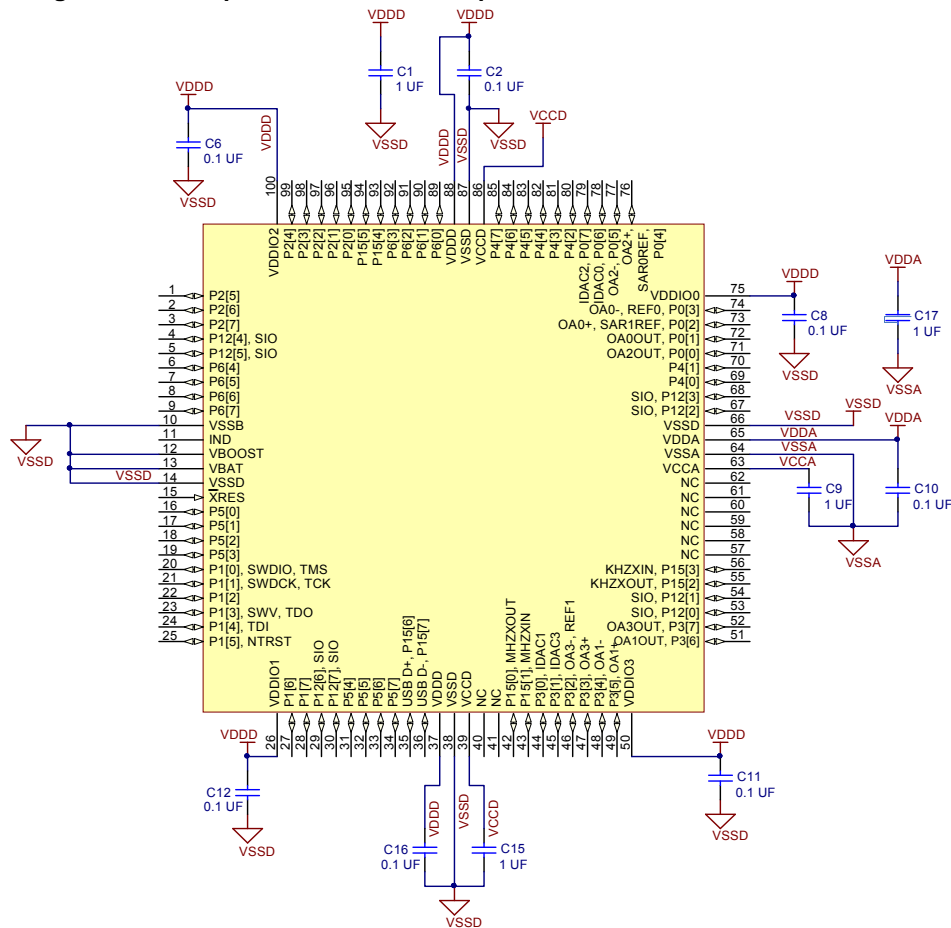 VDDD
C1
1 UF
VSSD
VDDD
C2
0.1 UF
VSSD
VDDD
VSSD
VCCD
VDDD
C6
0.1 UF
VSSD
VDDD
100
99
98
97
96
95
94
93
92
91
90
89
88
87
86
85
84
83
82
81
80
79
78
77
76
VDDIO2
P2[4]
P2[3]
P2[2]
P2[1]
P2[0]
P15[5]
P15[4]
P6[3]
P6[2]
P6[1]
P6[0]
VDDD
VSSD
VCCD
P4[7]
P4[6]
P4[5]
P4[4]
P4[3]
P4[2]
IDAC2, P0[7]
IDAC0, P0[6]
OA2-, P0[5]
OA2+,
SAR0REF,
P0[4]
1 P2[5]
2 P2[6]
3 P2[7]
4 P12[4], SIO
5 P12[5], SIO
6 P6[4]
7 P6[5]
8 P6[6]
9 P6[7]
10 VSSB
11 IND
12 VBOOST
13 VBAT
VSSD 14 VSSD
15 XRES
16 P5[0]
17 P5[1]
18 P5[2]
19 P5[3]
20 P1[0], SWDIO, TMS
21 P1[1], SWDCK, TCK
22 P1[2]
23 P1[3], SWV, TDO
24 P1[4], TDI
25 P1[5], NTRST
VSSD
VDDIO0 75
OA0-, REF0, P0[3] 74
OA0+, SAR1REF, P0[2] 73
OA0OUT, P0[1] 72
OA2OUT, P0[0] 71
P4[1] 70
P4[0] 69
SIO, P12[3] 68
SIO, P12[2] 67
VSSD 66 VSSD
VDDA 65 VDDA
VSSA 64 VSSA
VCCA 63 VCCA
NC 62
NC 61
NC 60
NC 59
NC 58
NC 57
KHZXIN, P15[3] 56
KHZXOUT, P15[2] 55
SIO, P12[1] 54
SIO, P12[0] 53
OA3OUT, P3[7] 52
OA1OUT, P3[6] 51
VDDD
C8
0.1 UF
VSSD
VDDA
C17
1 UF
VSSA
VSSD
VDDA
C9
1 UF
C10
0.1 UF
VSSA
VDDIO1
P1[6]
P1[7]
P12[6], SIO
P12[7], SIO
P5[4]
P5[5]
P5[6]
P5[7]
USB D+, P15[6]
USB D-, P15[7]
VDDD
VSSD
VCCD
NC
NC
P15[0], MHZXOUT
P15[1], MHZXIN
P3[0], IDAC1
P3[1], IDAC3
P3[2], OA3-, REF1
P3[3], OA3+
P3[4], OA1-
P3[5], OA1+
VDDIO3
26
27
28
29
30
31
32
33
34
35
36
37
38
39
40
41
42
43
44
45
46
47
48
49
50
VDDD
C12
0.1 UF
VSSD
VDDD
VSSD
VCCD
C16
0.1 UF
C15
1 UF
VSSD
VDDD
C11
0.1 UF
VSSD